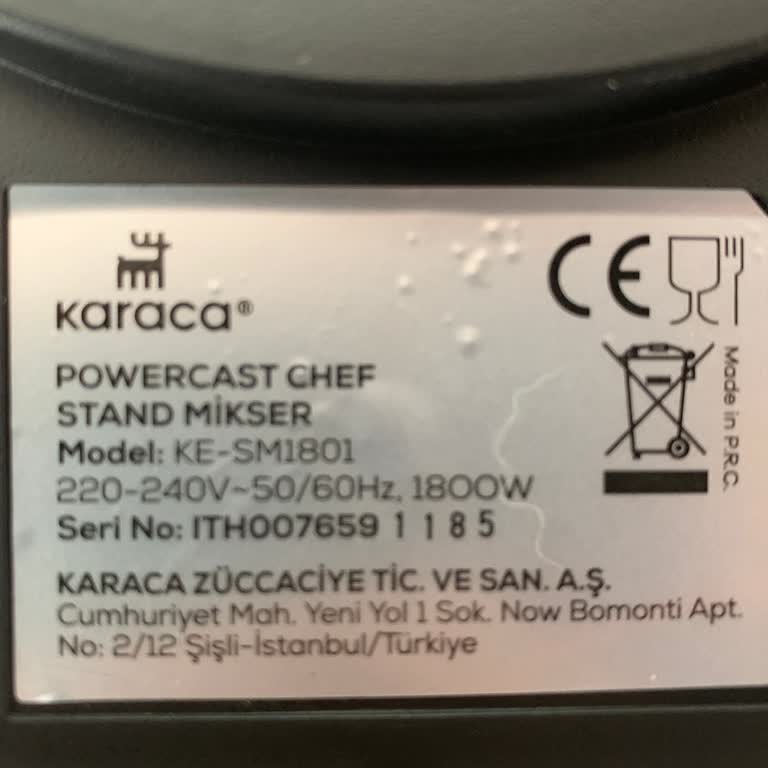 karaca®
POWERCAST CHEF
STAND MİKSER
Model: KE-SM1801
220-240V~50/60Hz, 1800W
Seri No: ITH007659 1 1 8 5
KARACA ZÜCCACİYE TİC. VE SAN. A.Ş.
Cumhuriyet Mah. Yeni Yol 1 Sok. Now Bomonti Apt.
No: 2/12 Şişli-İstanbul/Türkiye
CE
Made in P.R.C.